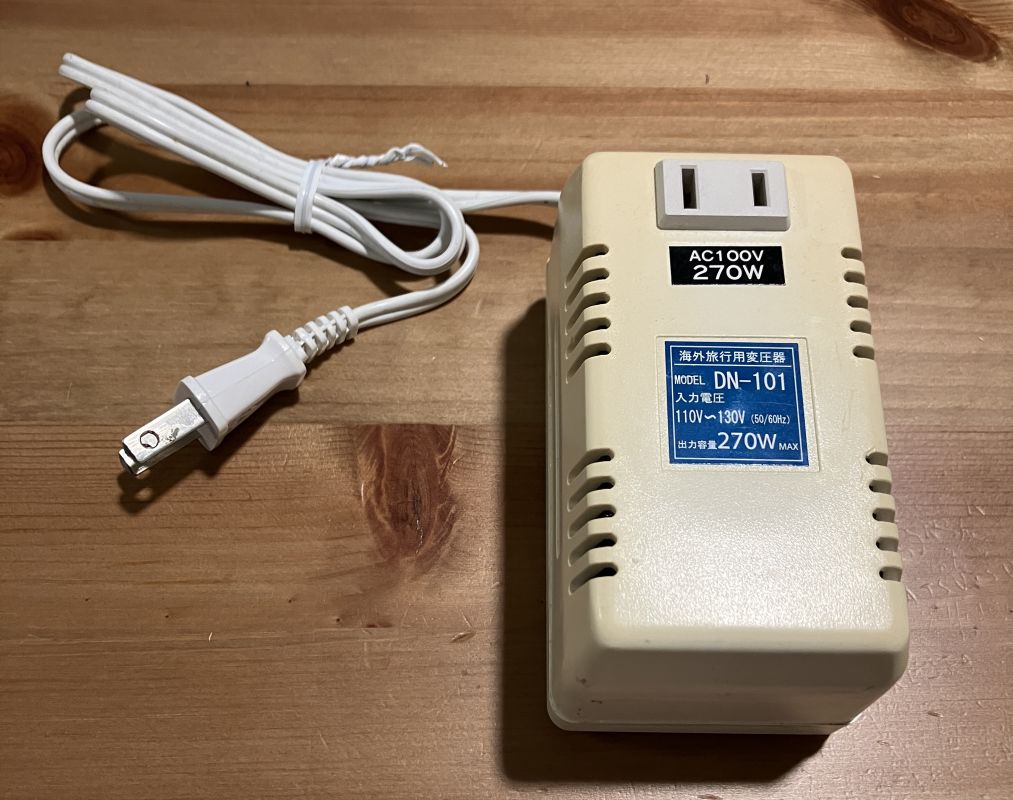 AC100V
270W
海外旅行用変圧器
MODEL DN-101
入力電圧
110V～130V (50/60Hz)
出力容量270W MAX